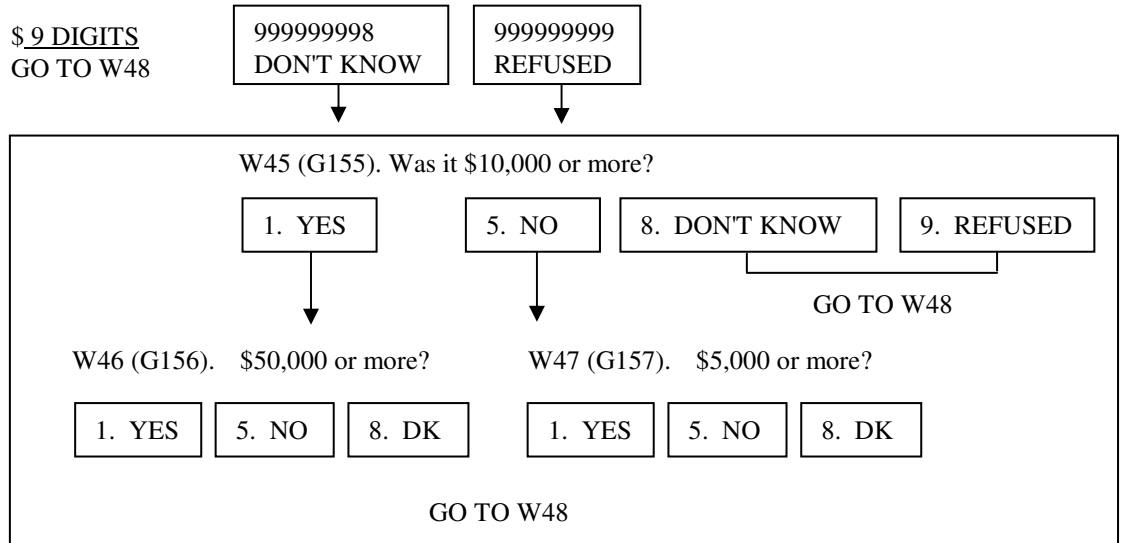 $ 9 DIGITS
GO TO W48
999999998
DON'T KNOW
999999999
REFUSED
W45 (G155). Was it $10,000 or more?
1. YES
5. NO
8. DON'T KNOW
9. REFUSED
GO TO W48
W46 (G156). $50,000 or more?
W47 (G157). $5,000 or more?
1. YES
5. NO
8. DK
1. YES
5. NO
8. DK
GO TO W48